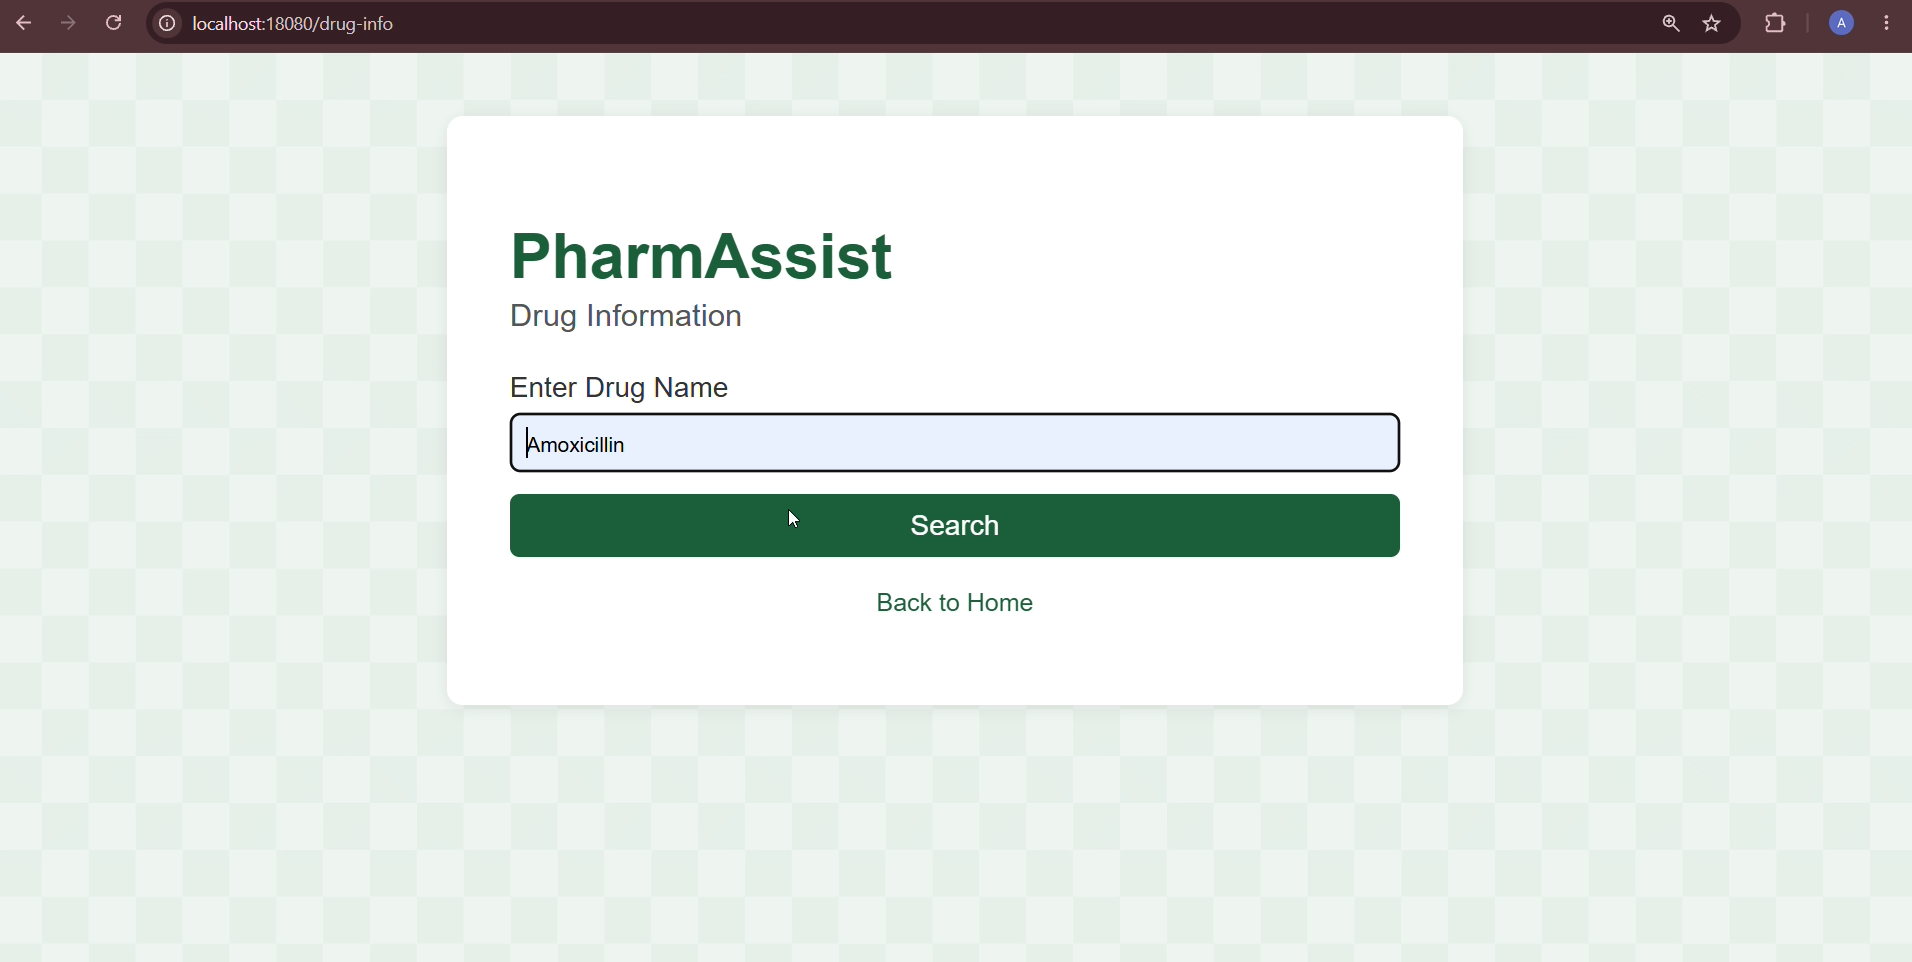 localhost:18080/drug-info
A
PharmAssist
Drug Information
Enter Drug Name
Amoxicillin
Search
Back to Home